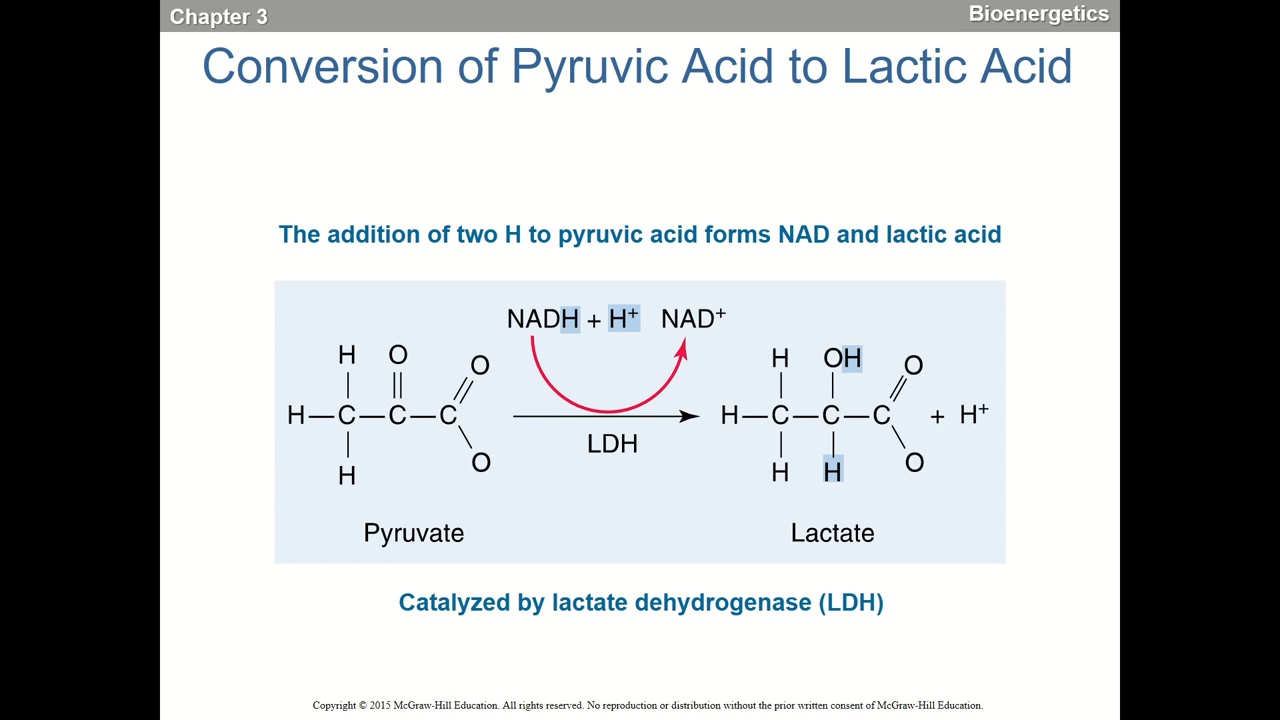 Chapter 3
Bioenergetics
Conversion of Pyruvic Acid to Lactic Acid
The addition of two H to pyruvic acid forms NAD and lactic acid
NADH + H⁺ NAD⁺
H O O
H—C—C—C
H O
LDH
H OH O
H—C—C—C + H⁺
H H O
Pyruvate
Lactate
Catalyzed by lactate dehydrogenase (LDH)
Copyright © 2015 McGraw-Hill Education. All rights reserved. No reproduction or distribution without the prior written consent of McGraw-Hill Education.